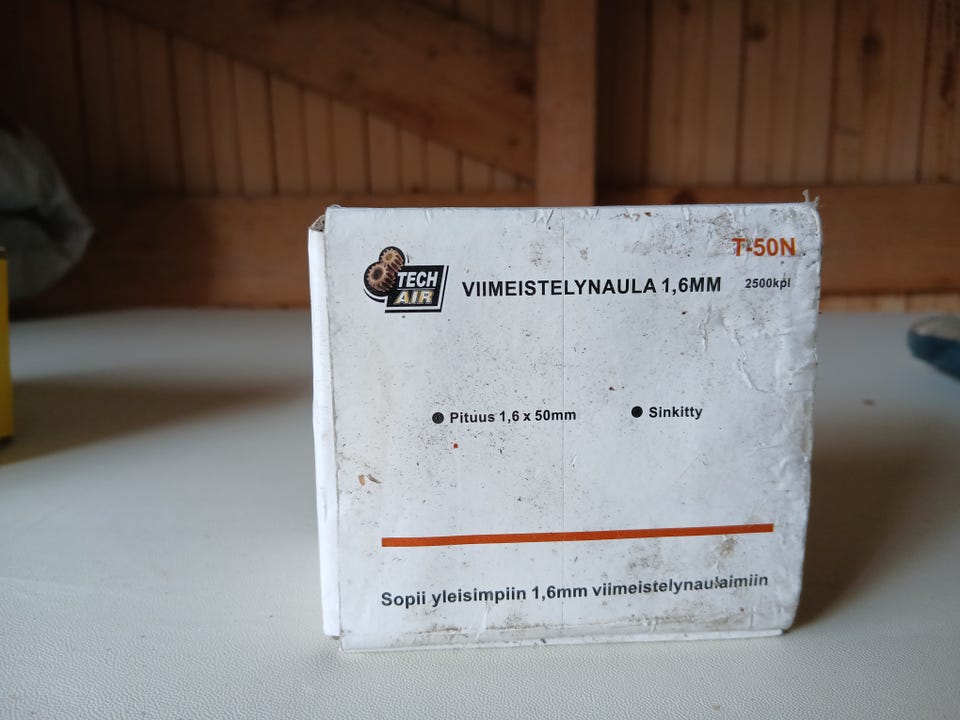 TECH
AIR
VIIMEISTELYNAULA 1,6MM
T-50N
2500kpl
Pituus 1,6 x 50mm
Sinkitty
Sopii yleisimpiin 1,6mm viimeistelynaulaimiin